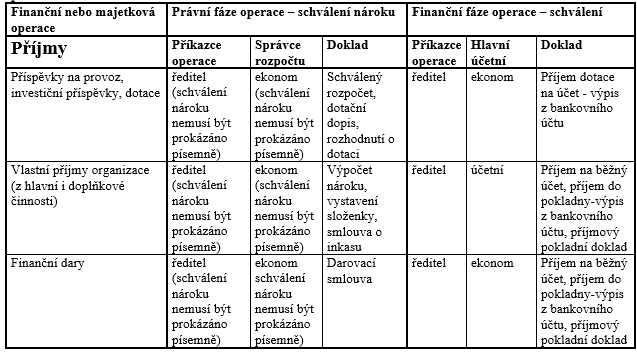 Finanční nebo majetková
operace
Právní fáze operace – schválení nároku
Finanční fáze operace – schválení
Příjmy
Příkazce
operace
Správce
rozpočtu
Doklad
Příkazce
operace
Hlavní
účetní
Doklad
Příspěvky na provoz,
investiční příspěvky, dotace
ředitel
(schválení
nároku
nemusí být
prokázáno
písemně)
ekonom
(schválení
nároku
nemusí být
prokázáno
písemně)
Schválený
rozpočet,
dotační
dopis,
rozhodnutí o
dotaci
ředitel
ekonom
Příjem dotace
na účet - výpis
z bankovního
účtu
Vlastní příjmy organizace
(z hlavní i doplňkové
činnosti)
ředitel
(schválení
nároku
nemusí být
prokázáno
písemně)
ekonom
(schválení
nároku
nemusí být
prokázáno
písemně)
Výpočet
nároku,
vystavení
složenky,
smlouva o
inkasu
ředitel
účetní
Příjem na běžný
účet, příjem do
pokladny-výpis
z bankovního
účtu, příjmový
pokladní doklad
Finanční dary
ředitel
(schválení
nároku
nemusí být
prokázáno
písemně)
ekonom
schválení
nároku
nemusí být
prokázáno
písemně)
Darovací
smlouva
ředitel
ekonom
Příjem na běžný
účet, příjem do
pokladny-výpis
z bankovního
účtu, příjmový
pokladní doklad